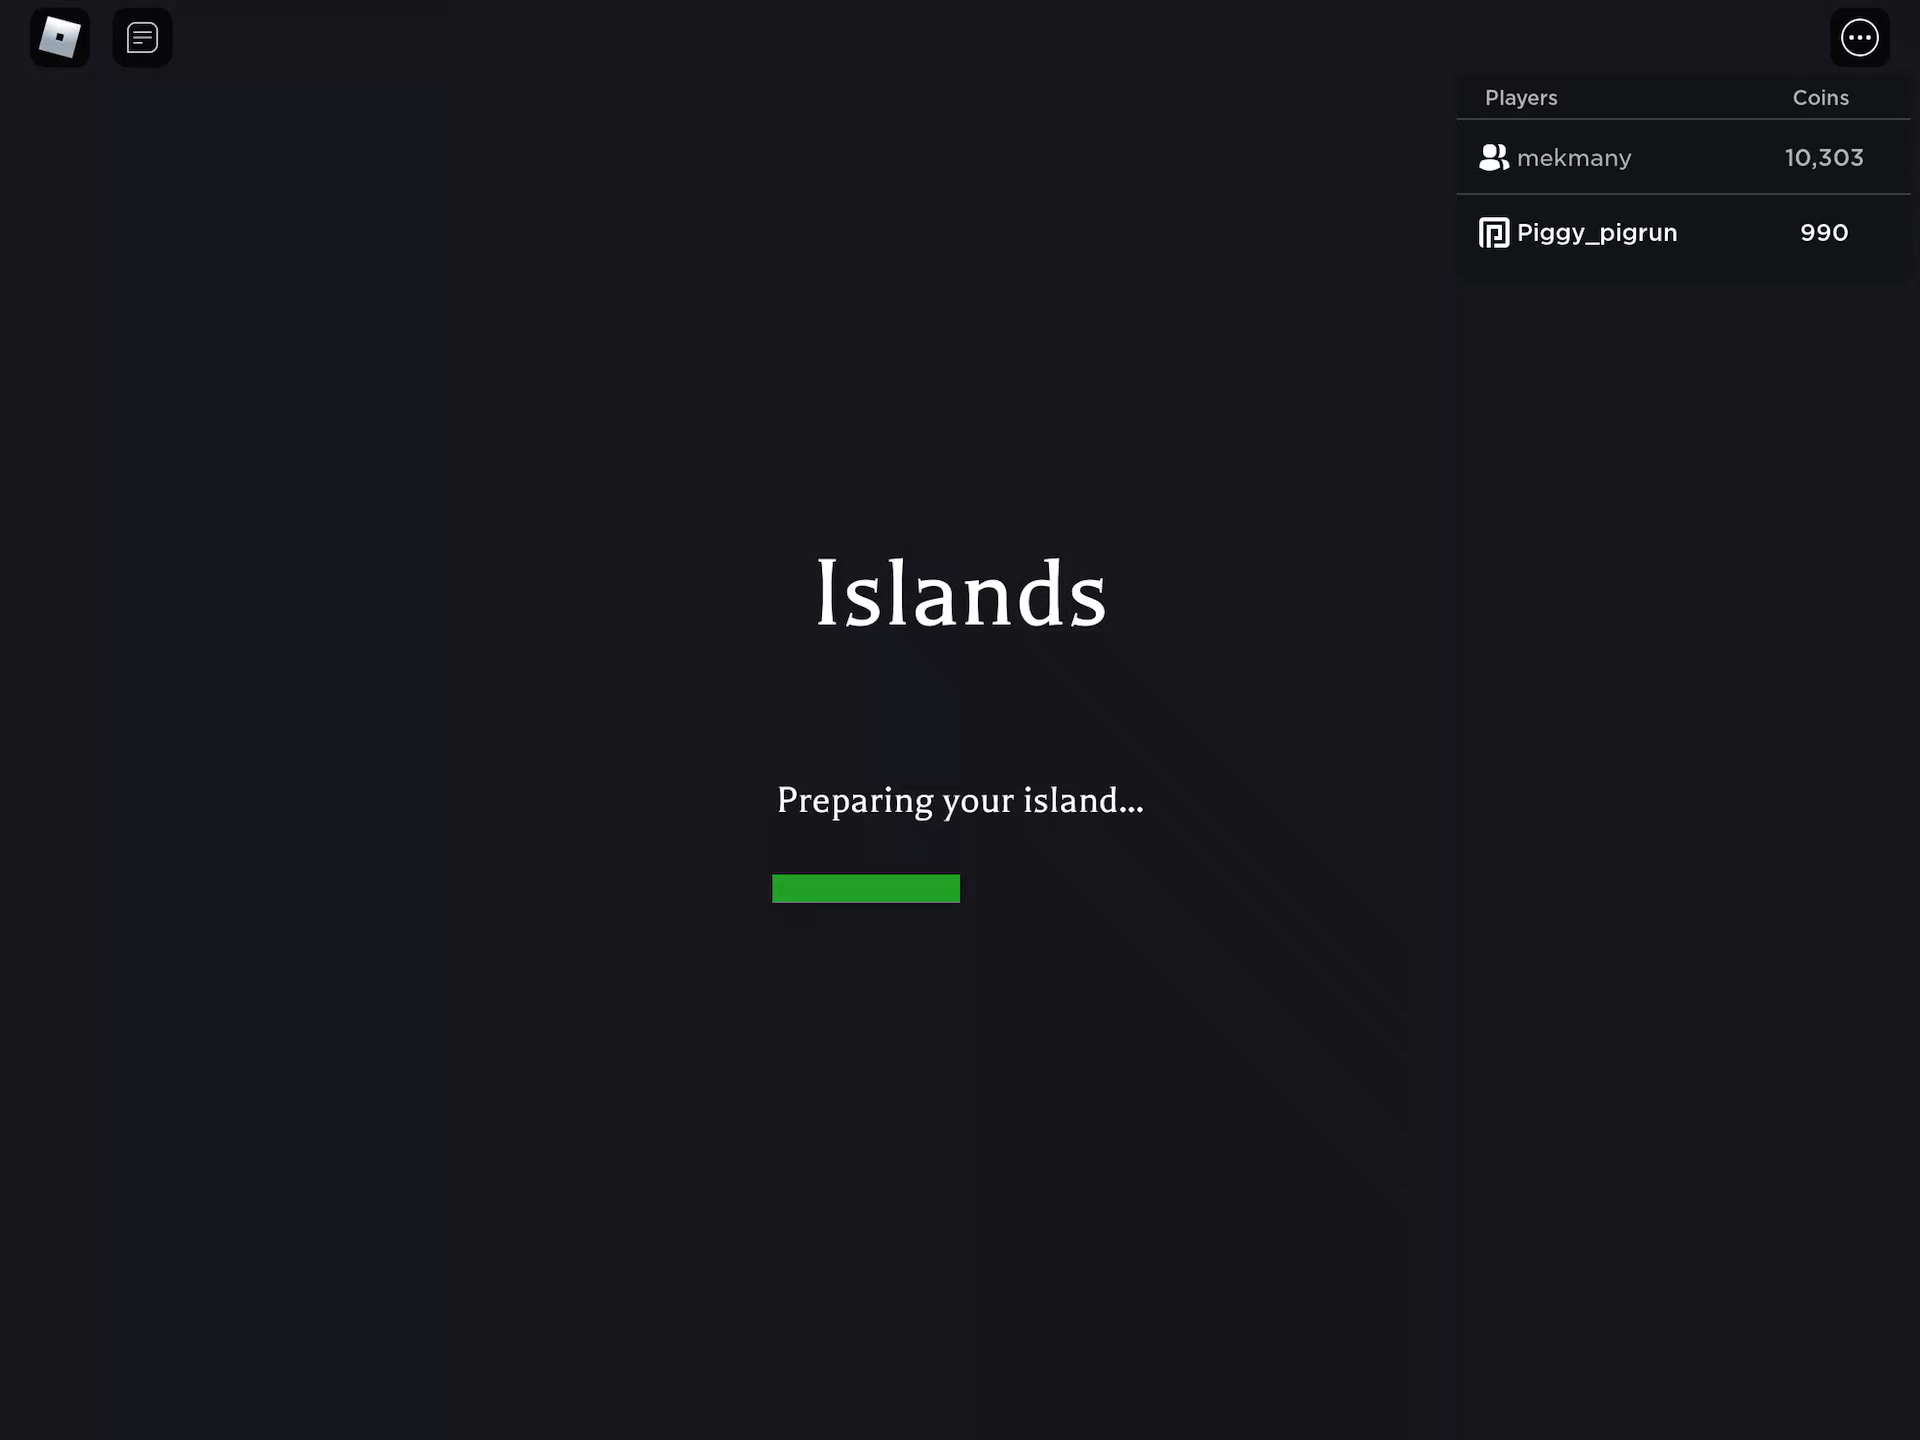 Players Coins
mekmany 10,303
Piggy_pigrun 990
Islands
Preparing your island...